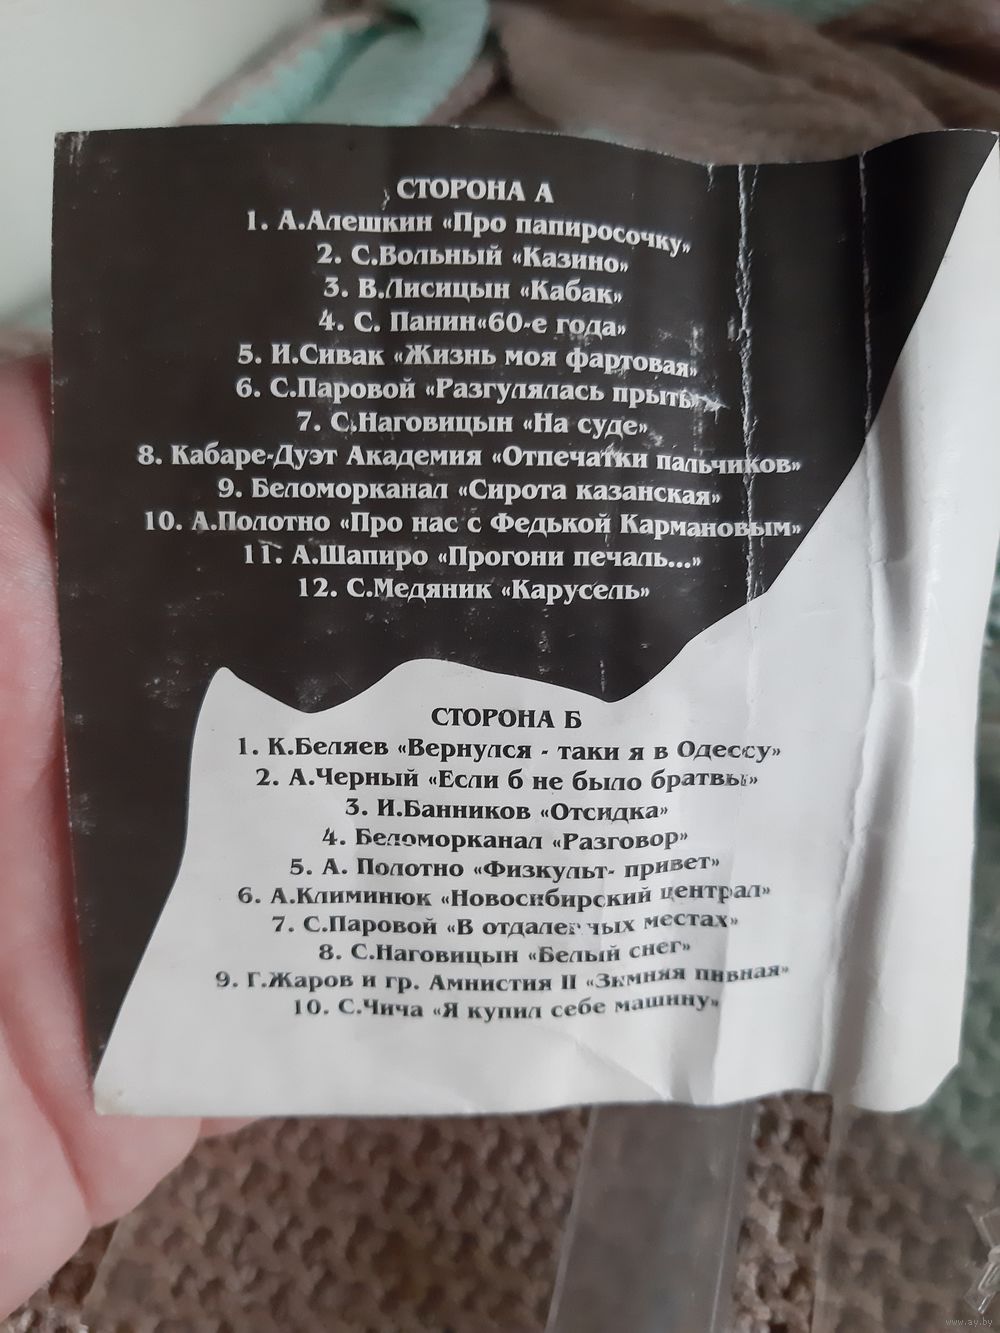 СТОРОНА А
1. А.Алешкин «Про папиросочку»
2. С.Вольный «Казино»
3. В.Лисицын «Кабак»
4. С. Панин«60-е года»
5. И.Сивак «Жизнь моя фартовая»
6. С.Паровой «Разгулялась прыть»
7. С.Наговицын «На суде»
8. Кабаре-Дуэт Академия «Отпечатки пальчиков»
9. Беломорканал «Сирота казанская»
10. А.Полотно «Про нас с Федькой Кармановым»
11. А.Шапиро «Прогони печаль...»
12. С.Медяник «Карусель»
СТОРОНА Б
1. К.Беляев «Вернулся - таки я в Одессу»
2. А.Черный «Если б не было братвы»
3. И.Банников «Отсидка»
4. Беломорканал «Разговор»
5. А. Полотно «Физкульт- привет»
6. А.Климинюк «Новосибирский централ»
7. С.Паровой «В отдаленных местах»
8. С.Наговицын «Белый снег»
9. Г.Жаров и гр. Амнистия II «Зимняя пивная»
10. С.Чича «Я купил себе машину»
www.ay.by